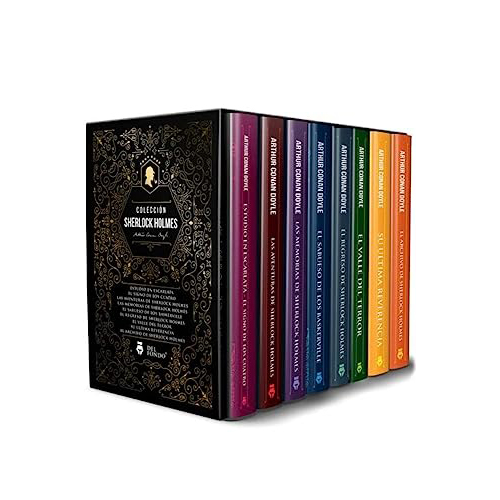 COLECCIÓN
SHERLOCK HOLMES
Arthur Conan Doyle
ESTUDIO EN ESCARLATA
EL SIGNO DE LOS CUATRO
LAS AVENTURAS DE SHERLOCK HOLMES
LAS MEMORIAS DE SHERLOCK HOLMES
EL SABUESO DE LOS BASKERVILLE
EL REGRESO DE SHERLOCK HOLMES
EL VALLE DEL TERROR
SU ÚLTIMA REVERENCIA
EL ARCHIVO DE SHERLOCK HOLMES
DEL
FONDO
ARTHUR CONAN DOYLE
ESTUDIO EN ESCARLATA - EL SIGNO DE LOS CUATRO
ARTHUR CONAN DOYLE
LAS AVENTURAS DE SHERLOCK HOLMES
ARTHUR CONAN DOYLE
LAS MEMORIAS DE SHERLOCK HOLMES
ARTHUR CONAN DOYLE
EL SABUESO DE LOS BASKERVILLE
ARTHUR CONAN DOYLE
EL REGRESO DE SHERLOCK HOLMES
ARTHUR CONAN DOYLE
EL VALLE DEL TERROR
ARTHUR CONAN DOYLE
SU ÚLTIMA REVERENCIA
ARTHUR CONAN DOYLE
EL ARCHIVO DE SHERLOCK HOLMES